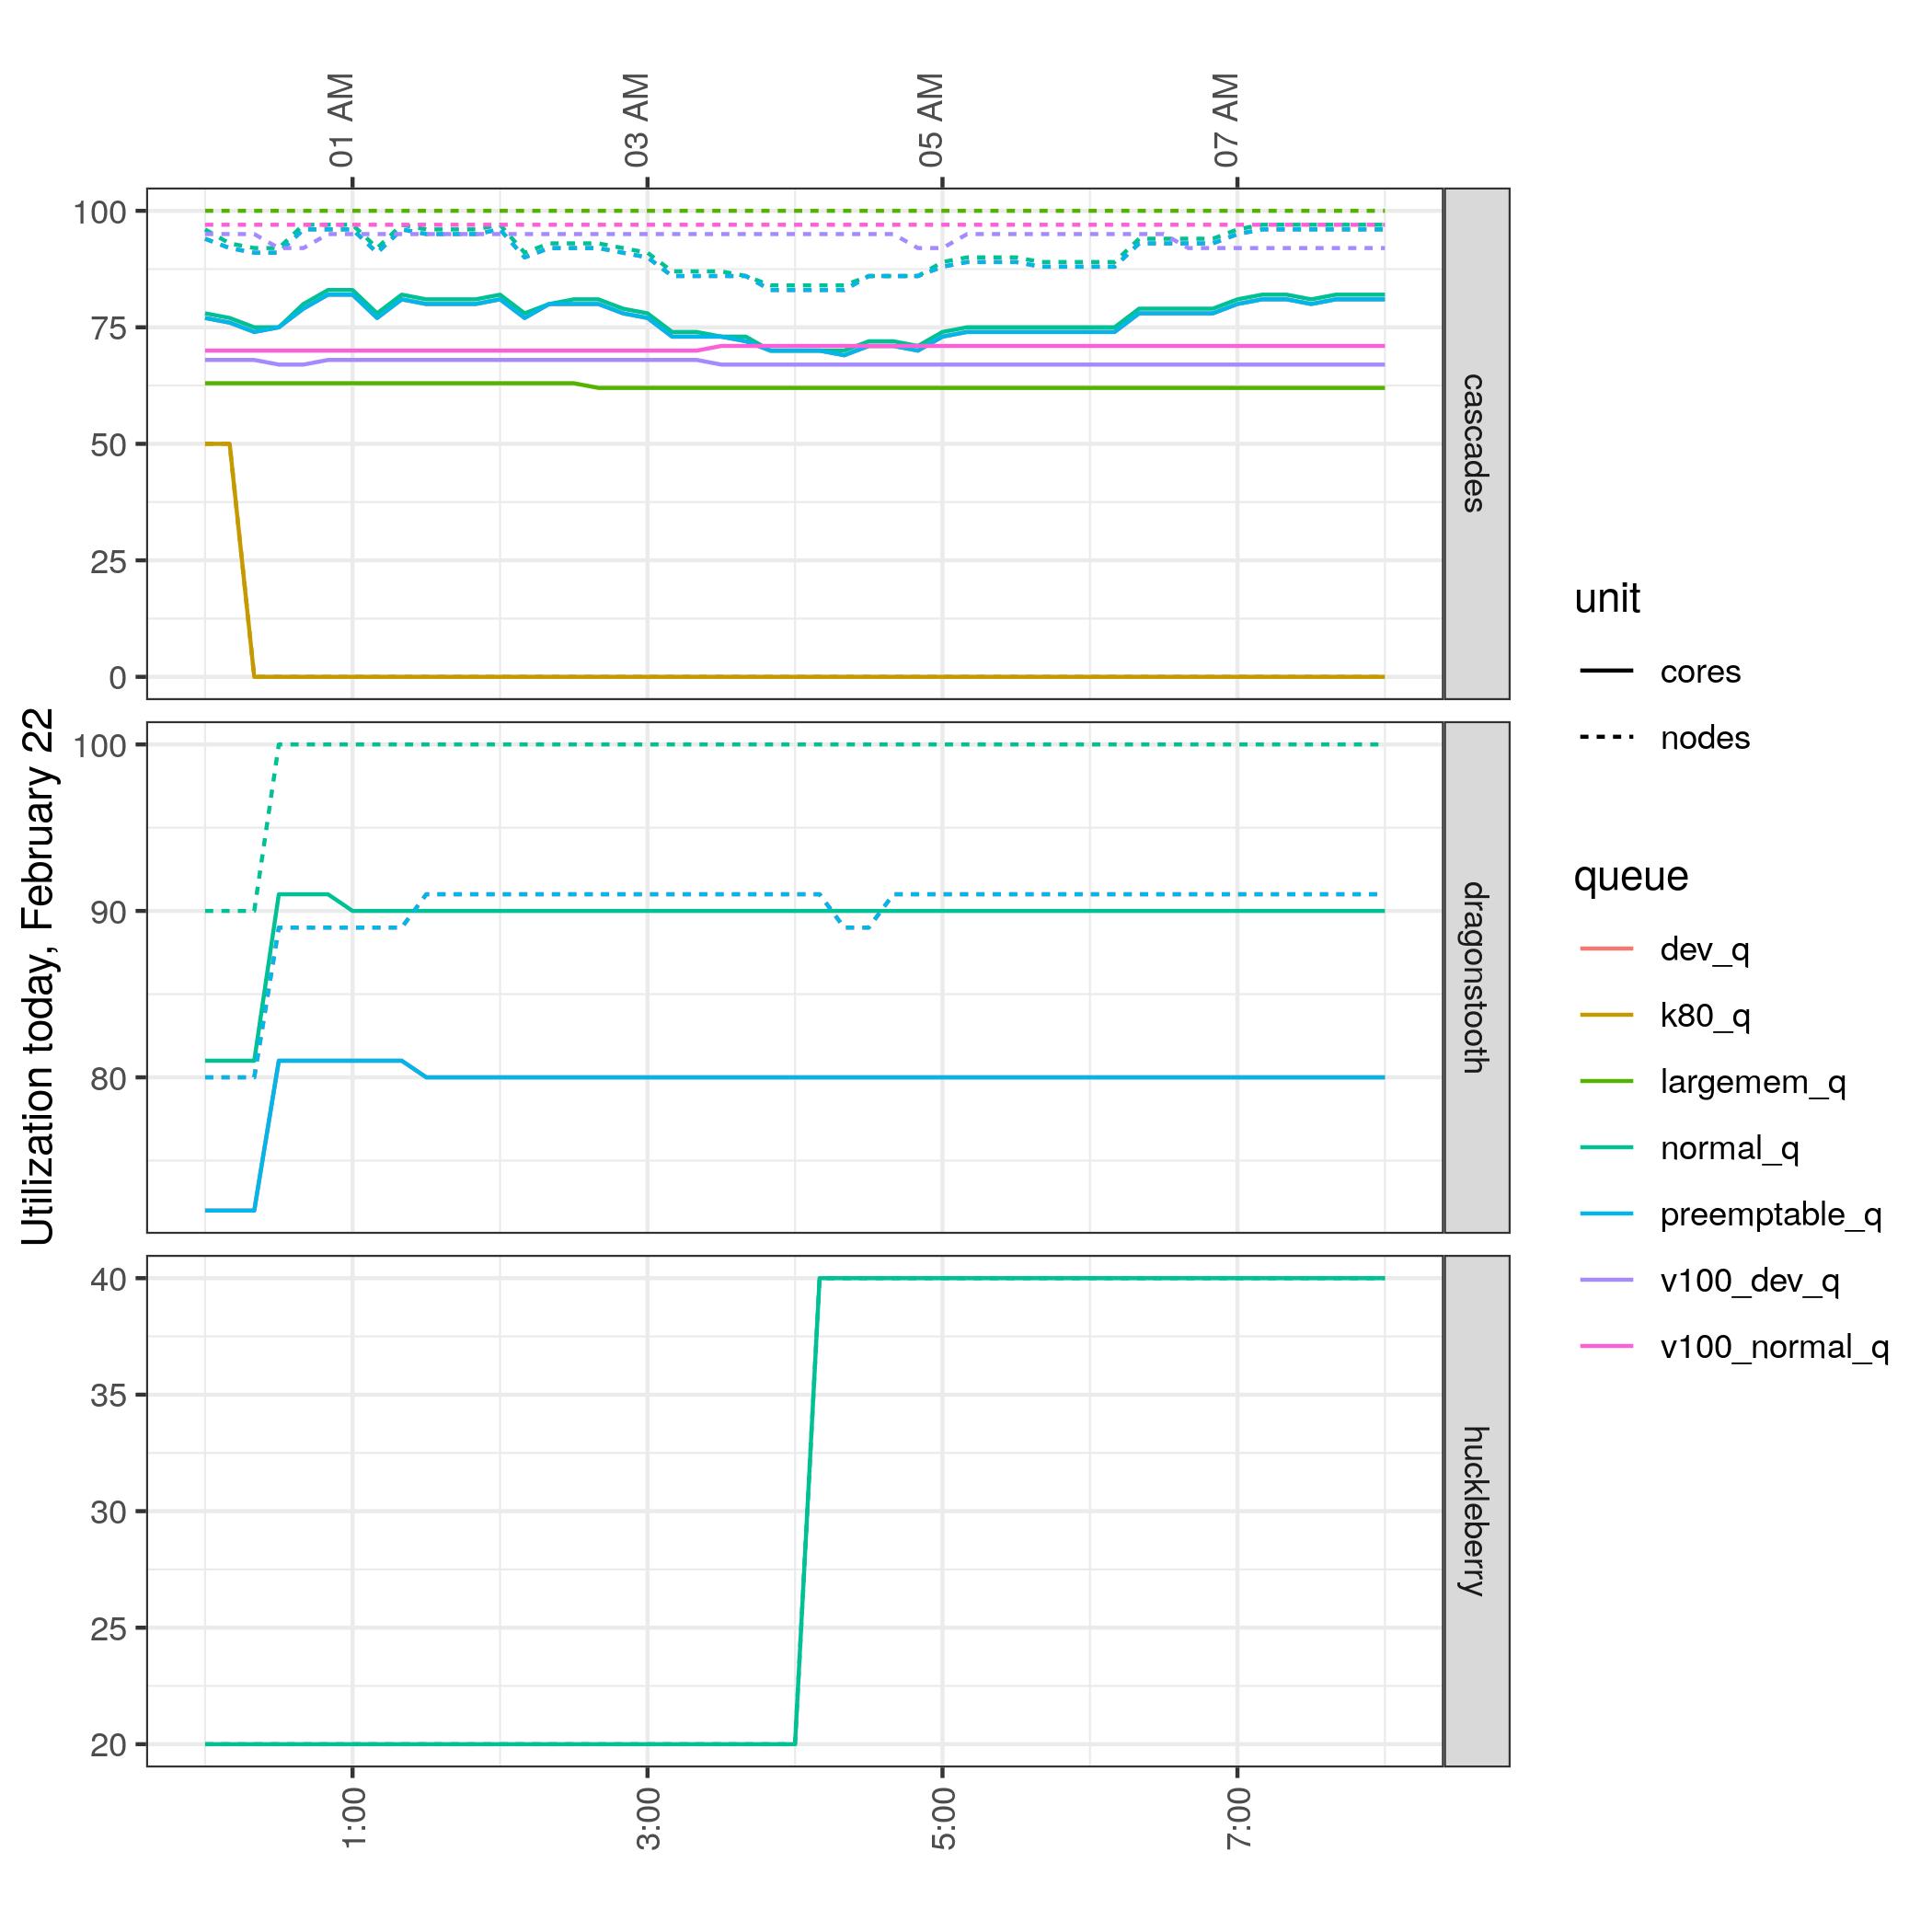 01 AM
03 AM
05 AM
07 AM
100
75
50
25
0
cascades
100
90
80
dragonstooth
40
35
30
25
20
huckleberry
1:00
3:00
5:00
7:00
Utilization today, February 22
unit
cores
nodes
queue
dev_q
k80_q
largemem_q
normal_q
preemptable_q
v100_dev_q
v100_normal_q